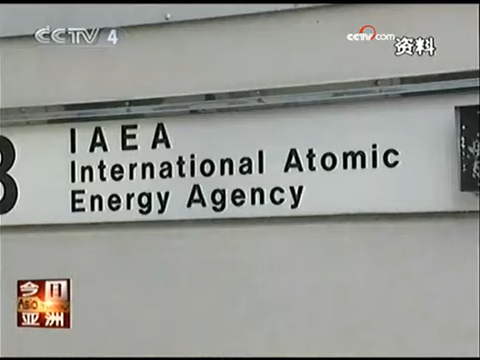 CCTV 4
CCTV.com
资料
IAEA
International Atomic
Energy Agency
今日
亚洲